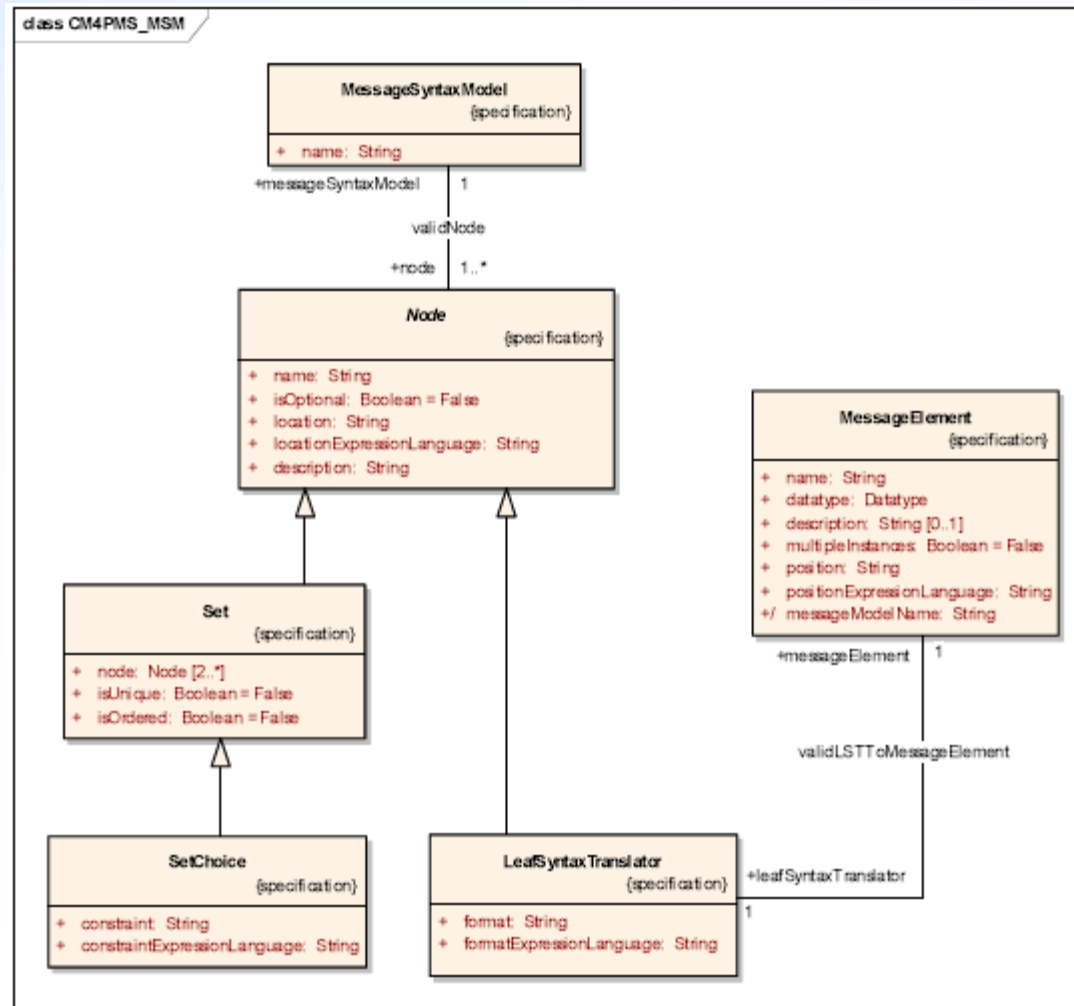 class CM4PMS_MSM
MessageSyntaxModel
{specification}
+ name: String
+messageSyntaxModel 1
validNode
+node 1..*
Node
{specification}
+ name: String
+ isOptional: Boolean = False
+ location: String
+ locationExpressionLanguage: String
+ description: String
MessageElement
{specification}
+ name: String
+ datatype: Datatype
+ description: String [0..1]
+ multipleInstances: Boolean = False
+ position: String
+ positionExpressionLanguage: String
+/ messageModelName: String
+messageElement 1
Set
{specification}
+ node: Node [2..*]
+ isUnique: Boolean = False
+ isOrdered: Boolean = False
validLSTToMessageElement
SetChoice
{specification}
+ constraint: String
+ constraintExpressionLanguage: String
LeafSyntaxTranslator
{specification}
+ format: String
+ formatExpressionLanguage: String
+leafSyntaxTranslator
1